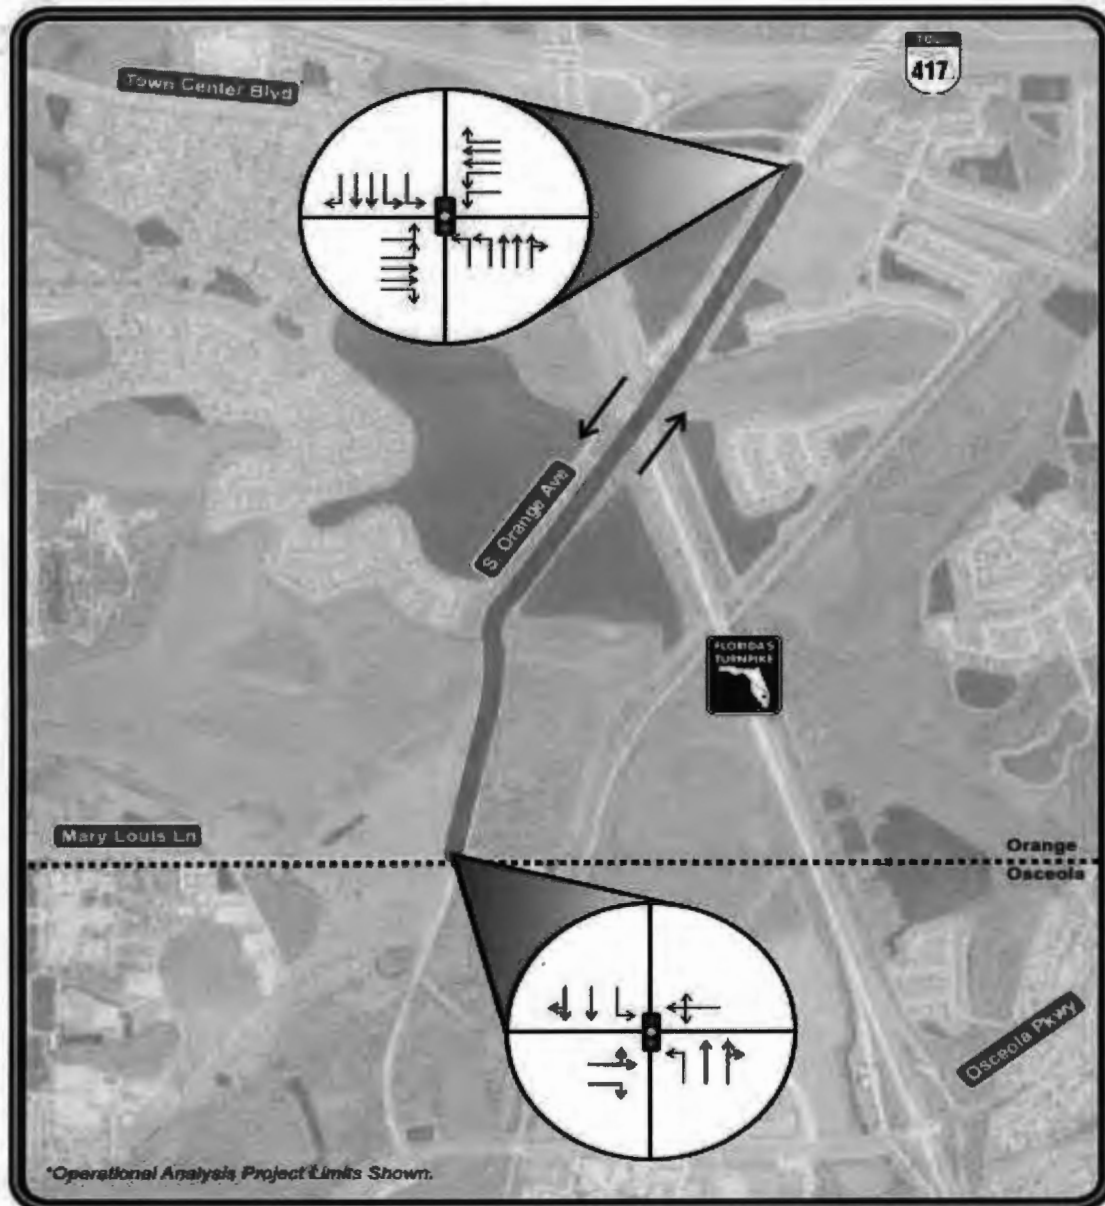 TOLL
417
Town Center Blvd
S. Orange Ave
FLORIDA'S
TURNPIKE
Mary Louis Ln
Orange
Osceola
Osceola Pkwy
*Operational Analysis Project Limits Shown.